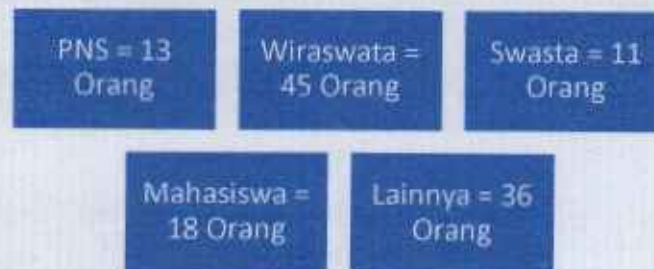 PNS = 13
Orang
Wiraswata =
45 Orang
Swasta = 11
Orang
Mahasiswa =
18 Orang
Lainnya = 36
Orang